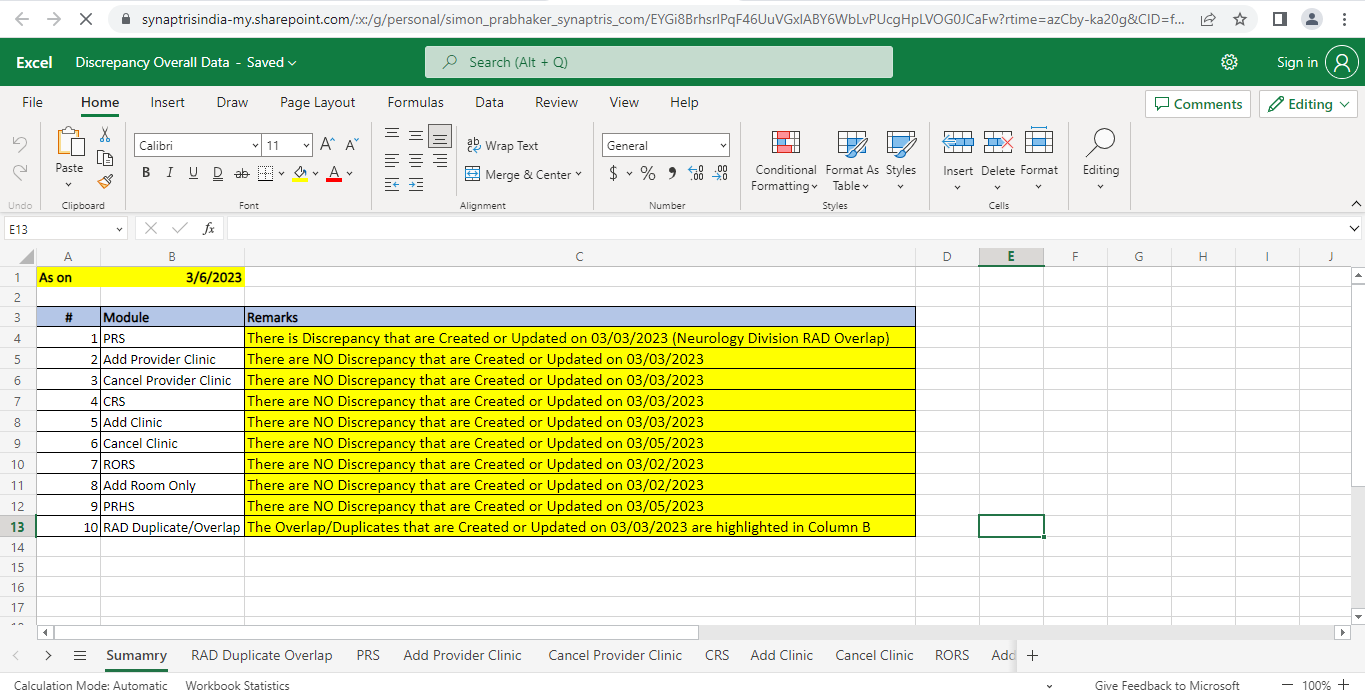 synaptrisindia-my.sharepoint.com/:x:/g/personal/simon_prabhaker_synaptris_com/EYGi8BrhsrlPqF46UuVGxIABY6WbLvPUcgHpLVOG0JCaFw?rtime=azCby-ka20g&CID=f...
Excel Discrepancy Overall Data - Saved Search (Alt + Q) Sign in
File Home Insert Draw Page Layout Formulas Data Review View Help Comments Editing
Paste Calibri 11 B I U D ab A A A Wrap Text Merge & Center General $ % 9 .00 .00
Conditional Formatting Format As Table Styles Insert Delete Format Editing
Undo Clipboard Font Alignment Number Styles Cells
E13 fx
A B C D E F G H I J
1 As on 3/6/2023
2
3 # Module Remarks
4 1 PRS There is Discrepancy that are Created or Updated on 03/03/2023 (Neurology Division RAD Overlap)
5 2 Add Provider Clinic There are NO Discrepancy that are Created or Updated on 03/03/2023
6 3 Cancel Provider Clinic There are NO Discrepancy that are Created or Updated on 03/03/2023
7 4 CRS There are NO Discrepancy that are Created or Updated on 03/03/2023
8 5 Add Clinic There are NO Discrepancy that are Created or Updated on 03/03/2023
9 6 Cancel Clinic There are NO Discrepancy that are Created or Updated on 03/05/2023
10 7 RORS There are NO Discrepancy that are Created or Updated on 03/02/2023
11 8 Add Room Only There are NO Discrepancy that are Created or Updated on 03/02/2023
12 9 PRHS There are NO Discrepancy that are Created or Updated on 03/05/2023
13 10 RAD Duplicate/Overlap The Overlap/Duplicates that are Created or Updated on 03/03/2023 are highlighted in Column B
14
15
16
17
Sumamry RAD Duplicate Overlap PRS Add Provider Clinic Cancel Provider Clinic CRS Add Clinic Cancel Clinic RORS Add
Calculation Mode: Automatic Workbook Statistics Give Feedback to Microsoft 100%